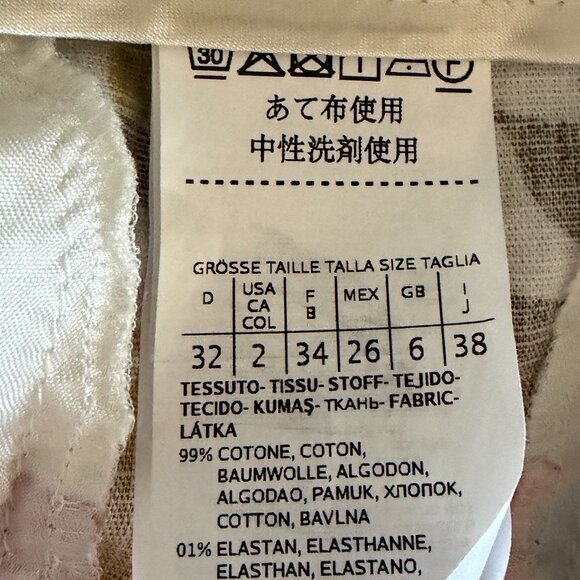 30
あて布使用
中性洗剤使用
GRÖSSE TAILLE TALLA SIZE TAGLIA
D USA CA COL F B MEX GB I J
32 2 34 26 6 38
TESSUTO- TISSU- STOFF- TEJIDO-
TECIDO- KUMAŞ- ТКАНЬ- FABRIC-
LÁTKA
99% COTONE, COTON,
BAUMWOLLE, ALGODON,
ALGODAO, PAMUK, ХЛОПОК,
COTTON, BAVLNA
01% ELASTAN, ELASTHANNE,
ELASTHAN, ELASTANO,